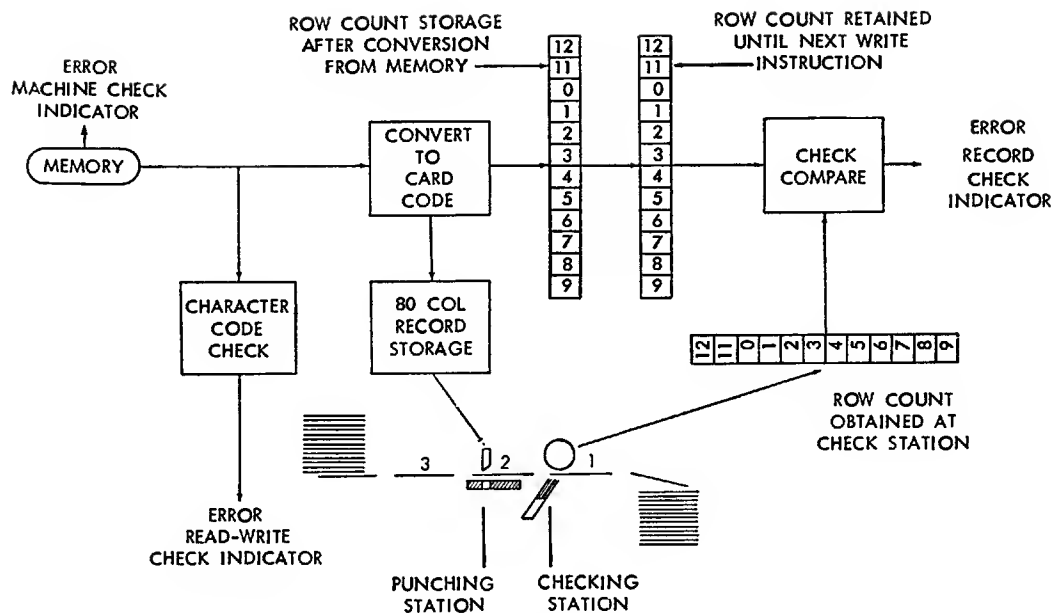 ROW COUNT STORAGE
AFTER CONVERSION
FROM MEMORY
ROW COUNT RETAINED
UNTIL NEXT WRITE
INSTRUCTION
ERROR
MACHINE CHECK
INDICATOR
MEMORY
CONVERT
TO
CARD
CODE
12
11
0
1
2
3
4
5
6
7
8
9
12
11
0
1
2
3
4
5
6
7
8
9
CHECK
COMPARE
ERROR
RECORD
CHECK
INDICATOR
CHARACTER
CODE
CHECK
80 COL
RECORD
STORAGE
12 11 0 1 2 3 4 5 6 7 8 9
ROW COUNT
OBTAINED AT
CHECK STATION
3 2 1
ERROR
READ-WRITE
CHECK INDICATOR
PUNCHING
STATION
CHECKING
STATION